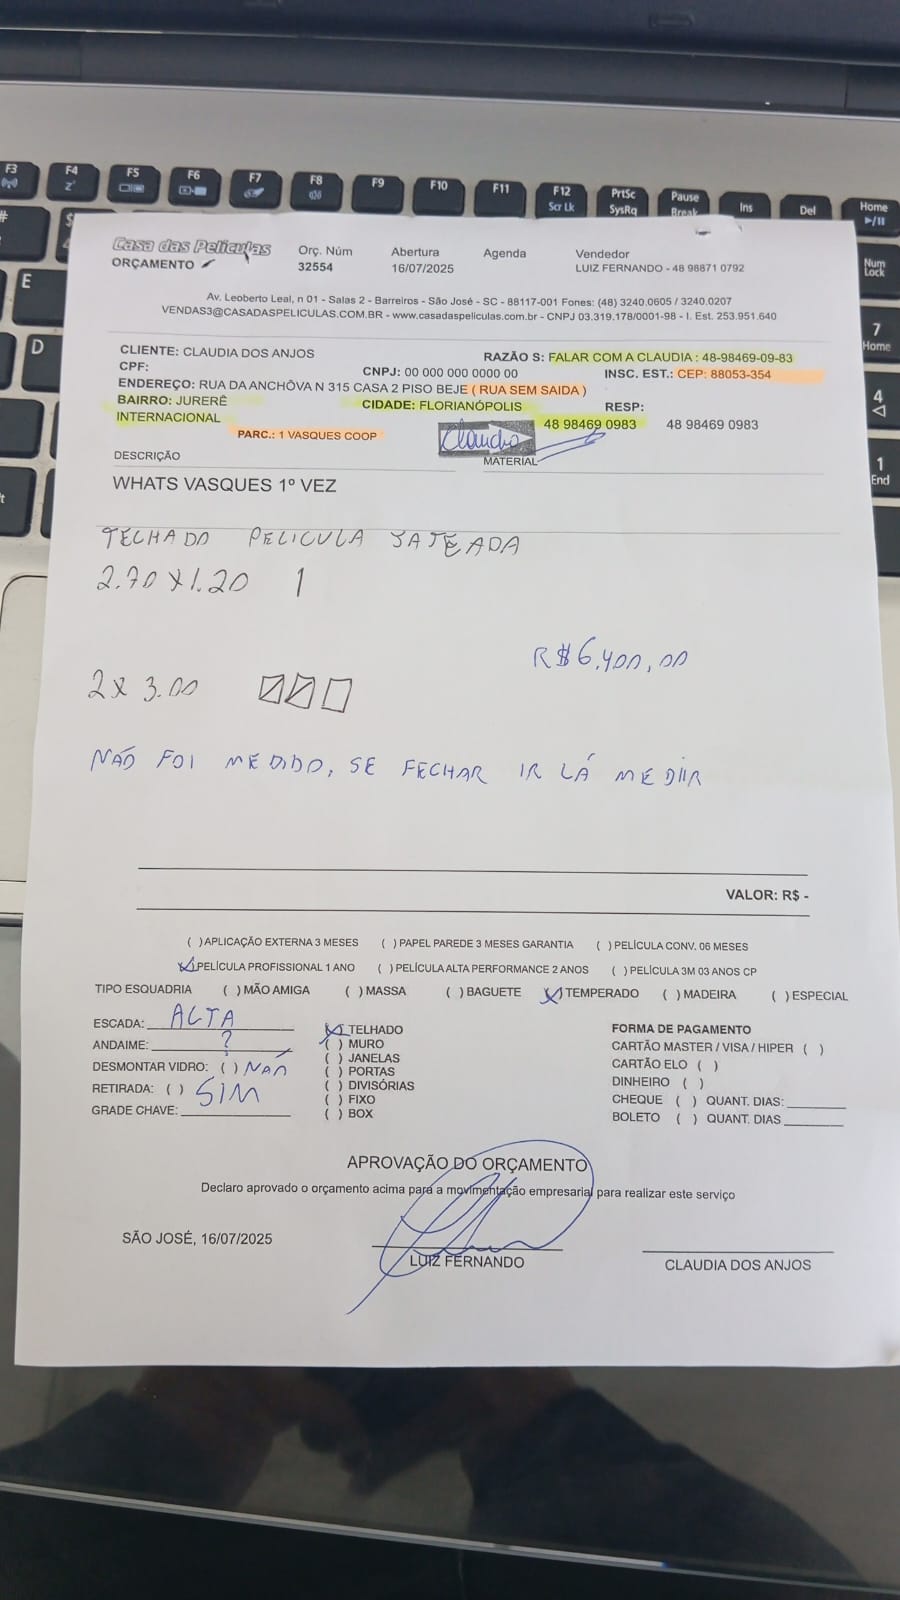 F3
F4
F5
F6
F7
F8
F9
F10
F11
F12
Scr Lk
PrtSc
SysRq
Pause
Break
Ins
Del
Home
#
$
E
D
Num
Lock
7
Home
4
1
End
Casa das Películas
ORÇAMENTO
Orç. Núm
32554
Abertura
16/07/2025
Agenda
Vendedor
LUIZ FERNANDO - 48 98871 0792
Av. Leoberto Leal, n 01 - Salas 2 - Barreiros - São José - SC - 88117-001 Fones: (48) 3240.0605 / 3240.0207
VENDAS3@CASADASPELICULAS.COM.BR - www.casadaspeliculas.com.br - CNPJ 03.319.178/0001-98 - I. Est. 253.951.640
CLIENTE: CLAUDIA DOS ANJOS RAZÃO S: FALAR COM A CLAUDIA : 48-98469-09-83
CPF: CNPJ: 00 000 000 0000 00 INSC. EST.: CEP: 88053-354
ENDEREÇO: RUA DA ANCHÔVA N 315 CASA 2 PISO BEJE ( RUA SEM SAIDA )
BAIRRO: JURERÊ CIDADE: FLORIANÓPOLIS RESP:
INTERNACIONAL 48 98469 0983 48 98469 0983
PARC.: 1 VASQUES COOP Claudio
DESCRIÇÃO MATERIAL
WHATS VASQUES 1º VEZ
TECHADO PELICULA JATEADA
2.70 X 1.20 1
R$6,400,00
2 X 3.00
NÃO FOI MEDIDO, SE FECHAR IR LÁ MEDIR
VALOR: R$ -
( )APLICAÇÃO EXTERNA 3 MESES ( ) PAPEL PAREDE 3 MESES GARANTIA ( ) PELÍCULA CONV. 06 MESES
(X)PELÍCULA PROFISSIONAL 1 ANO ( )PELÍCULA ALTA PERFORMANCE 2 ANOS ( ) PELÍCULA 3M 03 ANOS CP
TIPO ESQUADRIA ( ) MÃO AMIGA ( ) MASSA ( ) BAGUETE (X) TEMPERADO ( ) MADEIRA ( ) ESPECIAL
ESCADA: ALTA
ANDAIME: ?
DESMONTAR VIDRO: ( ) NÃO
RETIRADA: ( ) SIM
GRADE CHAVE:
(X) TELHADO
( ) MURO
( ) JANELAS
( ) PORTAS
( ) DIVISÓRIAS
( ) FIXO
( ) BOX
FORMA DE PAGAMENTO
CARTÃO MASTER / VISA / HIPER ( )
CARTÃO ELO ( )
DINHEIRO ( )
CHEQUE ( ) QUANT. DIAS:
BOLETO ( ) QUANT. DIAS
APROVAÇÃO DO ORÇAMENTO
Declaro aprovado o orçamento acima para a movimentação empresarial para realizar este serviço
SÃO JOSÉ, 16/07/2025
LUIZ FERNANDO
CLAUDIA DOS ANJOS